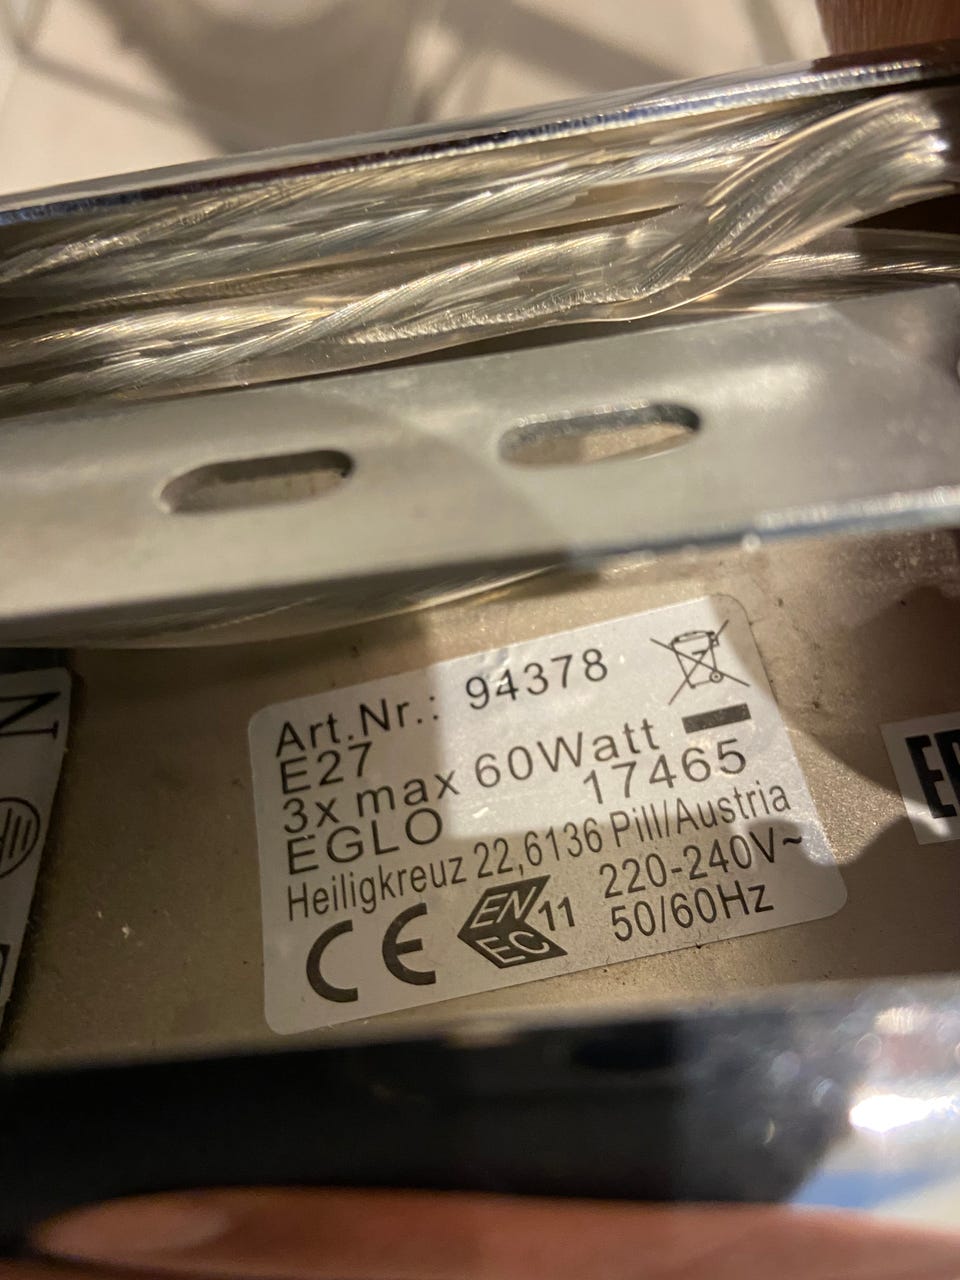 Art.Nr.: 94378
E27
3x max 60Watt
EGLO 17465
Heiligkreuz 22,6136 Pill/Austria
CE EN EC 11 220-240V~
50/60Hz
N